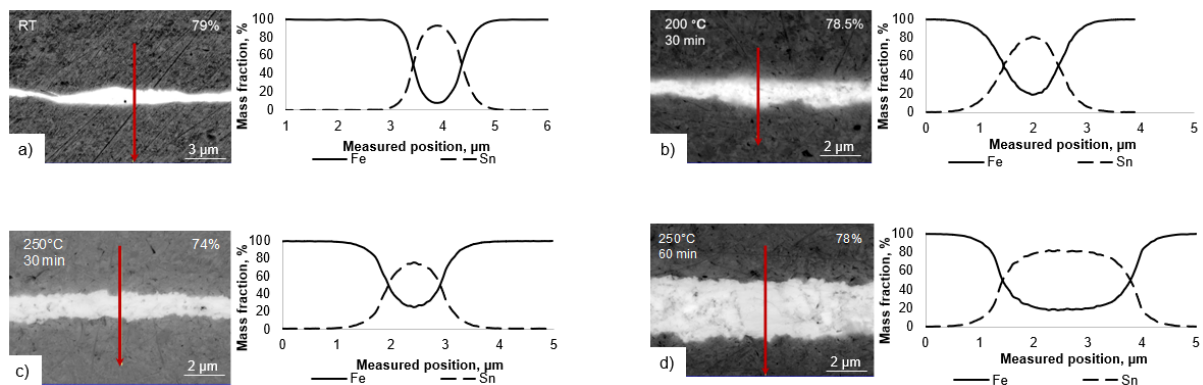 RT 79%
3 µm
a)
Mass fraction, %
100
80
60
40
20
0
1 2 3 4 5 6
Measured position, µm
Fe Sn
200 °C 78.5%
30 min
2 µm
b)
Mass fraction, %
100
80
60
40
20
0
0 1 2 3 4 5
Measured position, µm
Fe Sn
250°C 74%
30 min
2 µm
c)
Mass fraction, %
100
80
60
40
20
0
0 1 2 3 4 5
Measured position, µm
Fe Sn
250°C 78%
60 min
2 µm
d)
Mass fraction, %
100
80
60
40
20
0
0 1 2 3 4 5
Measured position, µm
Fe Sn